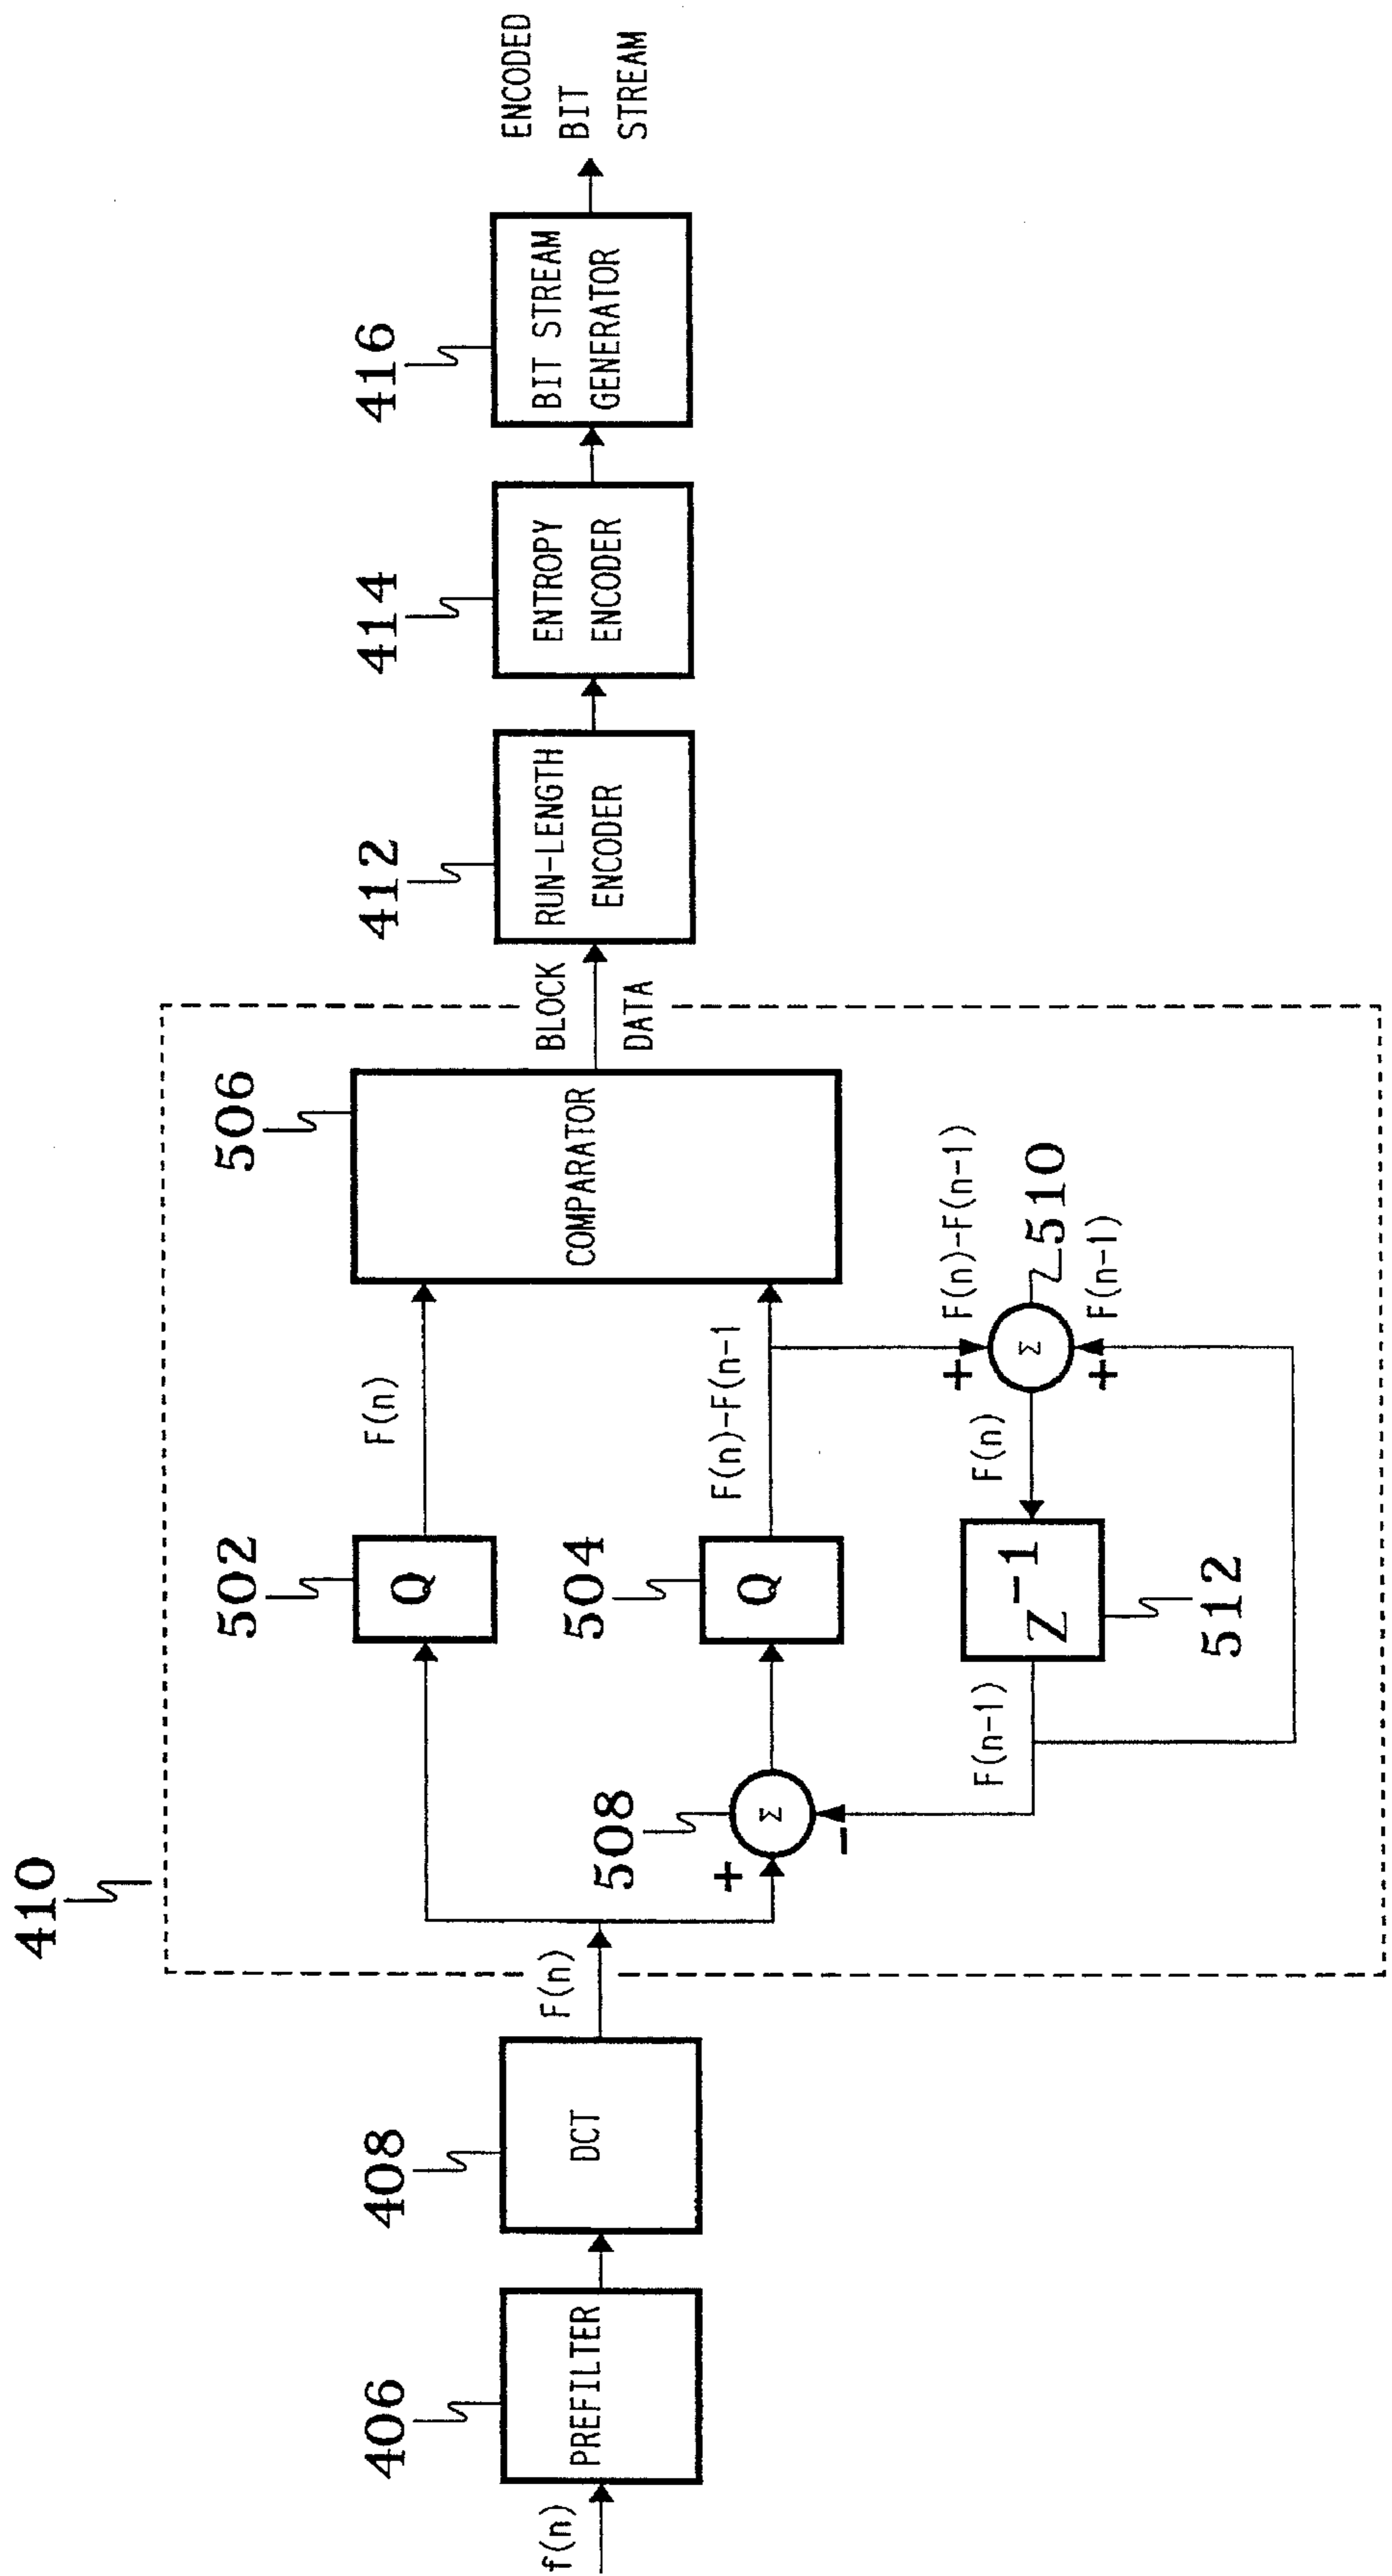 410
f(n)
406
PREFILTER
408
DCT
F(n)
502
Q
F(n)
508
Σ
+
-
504
Q
F(n)-F(n-1
506
COMPARATOR
F(n-1)
Z-1
512
F(n)
Σ
+
+
F(n)-F(n-1)
510
F(n-1)
BLOCK
DATA
412
RUN-LENGTH
ENCODER
414
ENTROPY
ENCODER
416
BIT STREAM
GENERATOR
ENCODED
BIT
STREAM